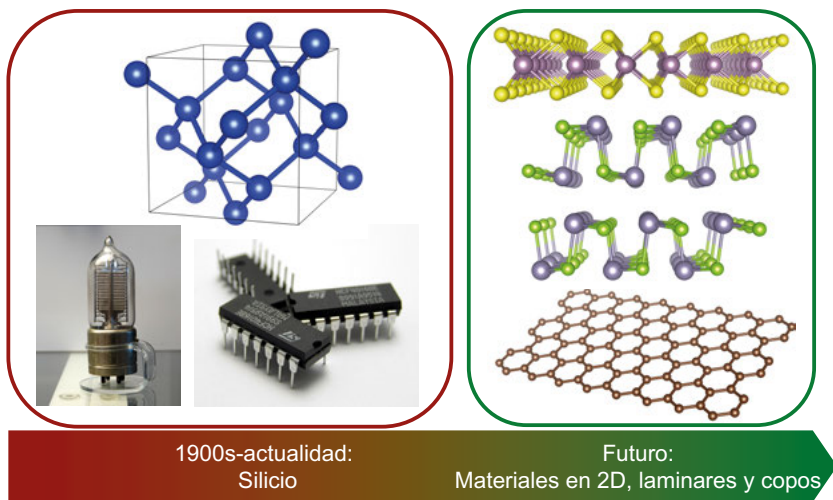 1900s-actualidad:
Silicio
Futuro:
Materiales en 2D, laminares y copos